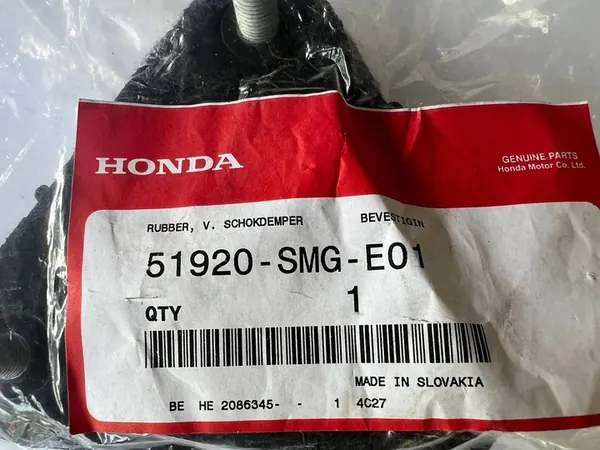 HONDA
GENUINE PARTS
Honda Motor Co. Ltd.
RUBBER, V. SCHOKDEMPER BEVESTIGIN
51920-SMG-E01
QTY 1
MADE IN SLOVAKIA
BE HE 2086345- - 1 4C27